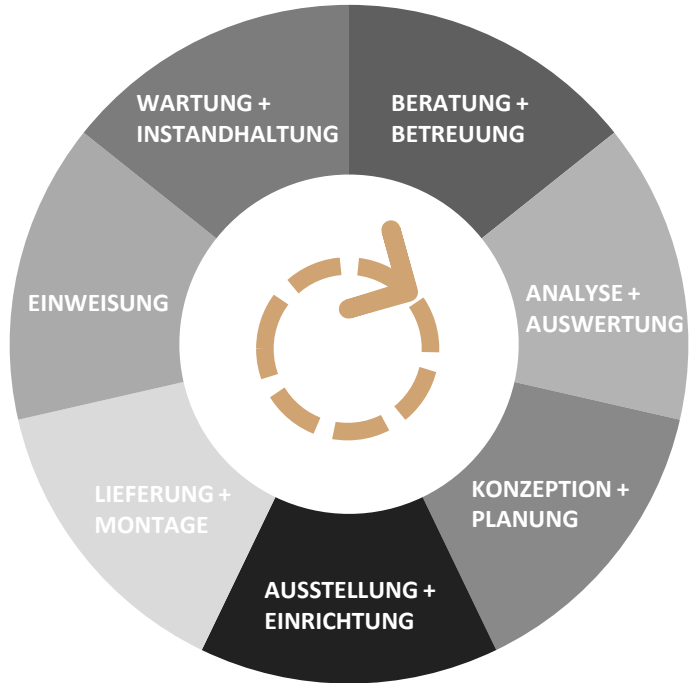 WARTUNG +
INSTANDHALTUNG
BERATUNG +
BETREUUNG
EINWEISUNG
ANALYSE +
AUSWERTUNG
LIEFERUNG +
MONTAGE
KONZEPTION +
PLANUNG
AUSSTELLUNG +
EINRICHTUNG